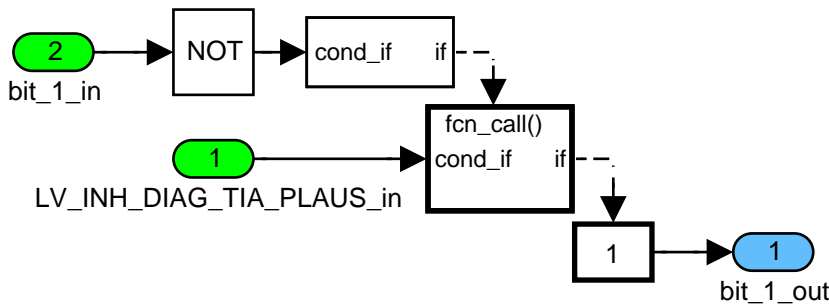 2
bit_1_in
NOT
cond_if if
fcn_call()
cond_if if
1
LV_INH_DIAG_TIA_PLAUS_in
1
1
bit_1_out